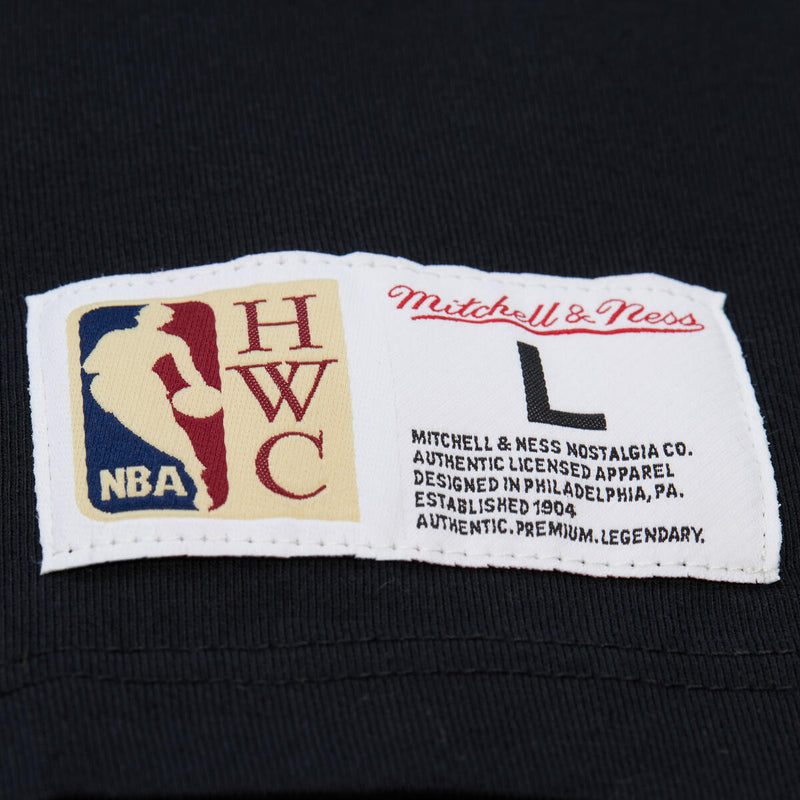 NBA
H
W
C
Mitchell & Ness
L
MITCHELL & NESS NOSTALGIA CO.
AUTHENTIC LICENSED APPAREL
DESIGNED IN PHILADELPHIA, PA.
ESTABLISHED 1904
AUTHENTIC.PREMIUM.LEGENDARY.